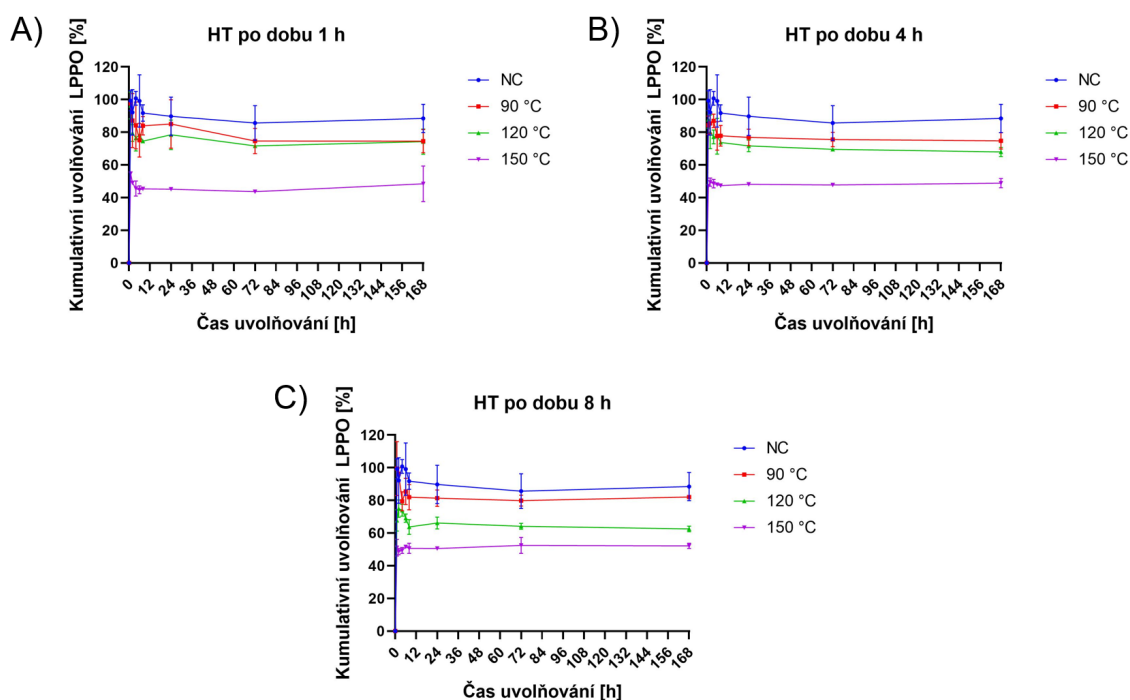 A)
HT po dobu 1 h
Kumulativní uvolňování LPPO [%]
120
100
80
60
40
20
0
0 12 24 36 48 60 72 84 96 108 120 132 144 156 168
Čas uvolňování [h]
NC
90 °C
120 °C
150 °C
B)
HT po dobu 4 h
Kumulativní uvolňování LPPO [%]
120
100
80
60
40
20
0
0 12 24 36 48 60 72 84 96 108 120 132 144 156 168
Čas uvolňování [h]
NC
90 °C
120 °C
150 °C
C)
HT po dobu 8 h
Kumulativní uvolňování LPPO [%]
120
100
80
60
40
20
0
0 12 24 36 48 60 72 84 96 108 120 132 144 156 168
Čas uvolňování [h]
NC
90 °C
120 °C
150 °C